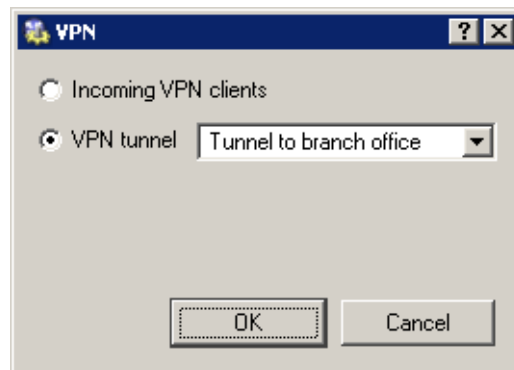 VPN
Incoming VPN clients
VPN tunnel Tunnel to branch office
OK Cancel